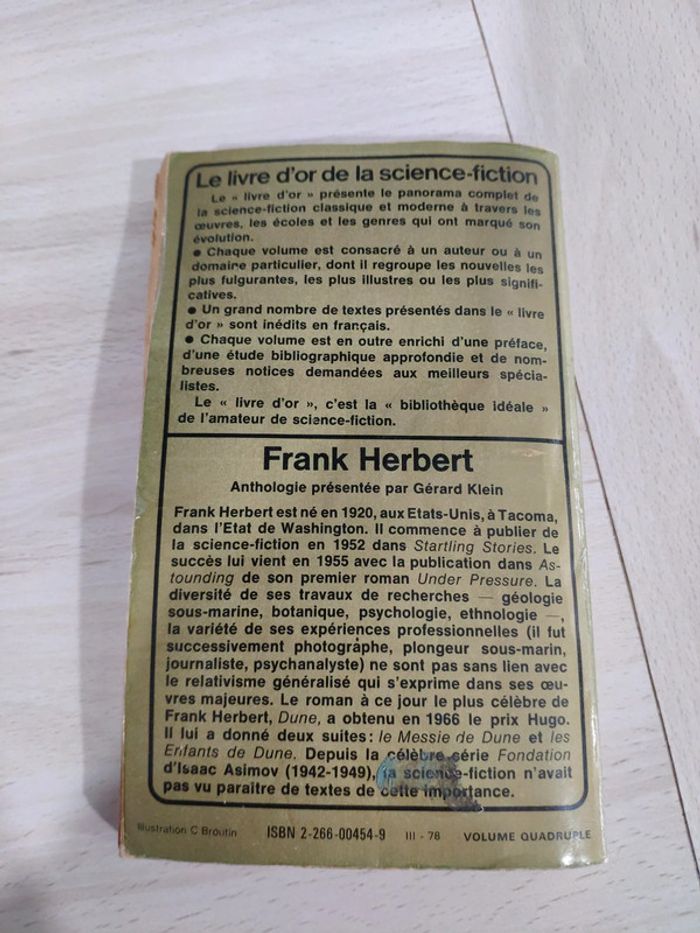 Le livre d'or de la science-fiction
Le « livre d'or » présente le panorama complet de
la science-fiction classique et moderne à travers les
œuvres, les écoles et les genres qui ont marqué son
évolution.
● Chaque volume est consacré à un auteur ou à un
domaine particulier, dont il regroupe les nouvelles les
plus fulgurantes, les plus illustres ou les plus signifi-
catives.
● Un grand nombre de textes présentés dans le « livre
d'or » sont inédits en français.
● Chaque volume est en outre enrichi d'une préface,
d'une étude bibliographique approfondie et de nom-
breuses notices demandées aux meilleurs spécia-
listes.
Le « livre d'or », c'est la « bibliothèque idéale »
de l'amateur de science-fiction.
Frank Herbert
Anthologie présentée par Gérard Klein
Frank Herbert est né en 1920, aux Etats-Unis, à Tacoma,
dans l'Etat de Washington. Il commence à publier de
la science-fiction en 1952 dans Startling Stories. Le
succès lui vient en 1955 avec la publication dans As-
tounding de son premier roman Under Pressure. La
diversité de ses travaux de recherches — géologie
sous-marine, botanique, psychologie, ethnologie —,
la variété de ses expériences professionnelles (il fut
successivement photographe, plongeur sous-marin,
journaliste, psychanalyste) ne sont pas sans lien avec
le relativisme généralisé qui s'exprime dans ses œu-
vres majeures. Le roman à ce jour le plus célèbre de
Frank Herbert, Dune, a obtenu en 1966 le prix Hugo.
Il lui a donné deux suites : le Messie de Dune et les
Enfants de Dune. Depuis la célèbre série Fondation
d'Isaac Asimov (1942-1949), la science-fiction n'avait
pas vu paraître de textes de cette importance.
Illustration C Broutin ISBN 2-266-00454-9 III - 78 VOLUME QUADRUPLE